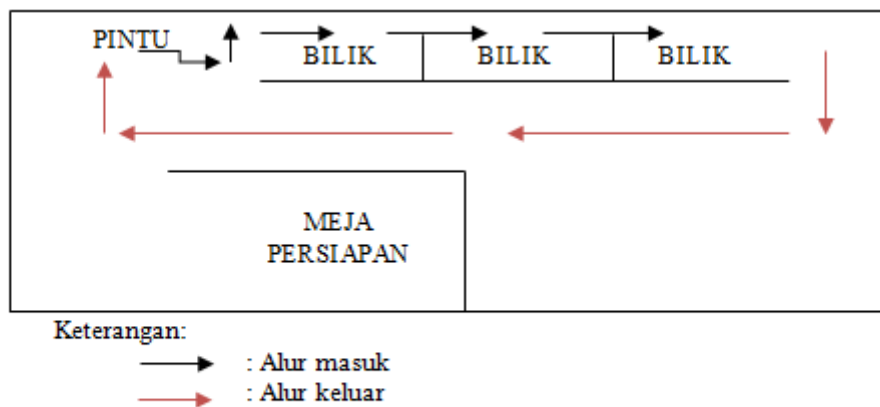 PINTU
BILIK BILIK BILIK
MEJA
PERSIAPAN
Keterangan:
: Alur masuk
: Alur keluar